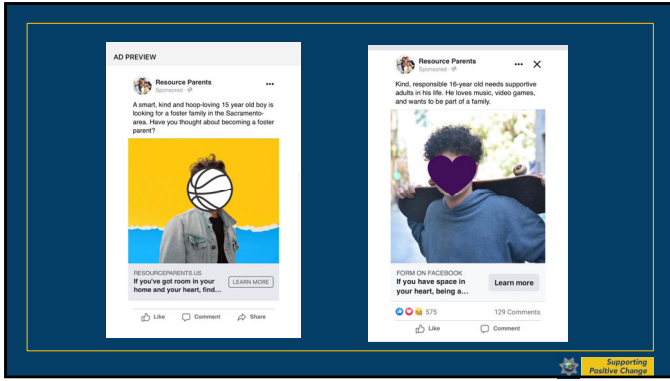 AD PREVIEW
Resource Parents
Sponsored
A smart, kind and hoop-loving 15 year old boy is
looking for a foster family in the Sacramento-
area. Have you thought about becoming a foster
parent?
RESOURCEPARENTS.US
If you've got room in your
home and your heart, find...
LEARN MORE
Like Comment Share
Resource Parents
Sponsored
Kind, responsible 16-year old needs supportive
adults in his life. He loves music, video games,
and wants to be part of a family.
FORM ON FACEBOOK
If you have space in
your heart, being a...
Learn more
575 129 Comments
Like Comment
Supporting
Positive Change